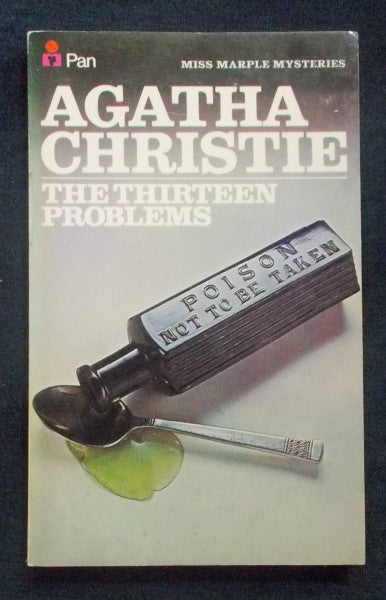 Pan
MISS MARPLE MYSTERIES
AGATHA
CHRISTIE
THE THIRTEEN
PROBLEMS
POISON
NOT TO BE TAKEN